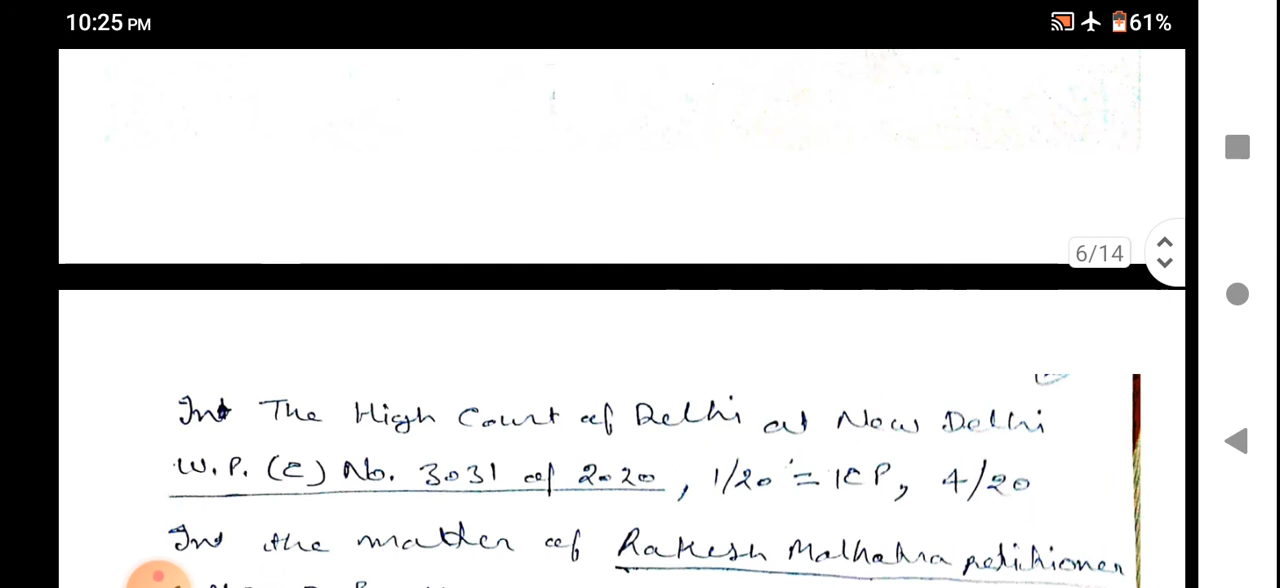 10:25 PM
61%
6/14
In The High Court of Delhi at New Delhi
W.P. (C) No. 3031 of 2020, 1/20 = ICP, 4/20
In the matter of Rakesh Malhotra petitioner